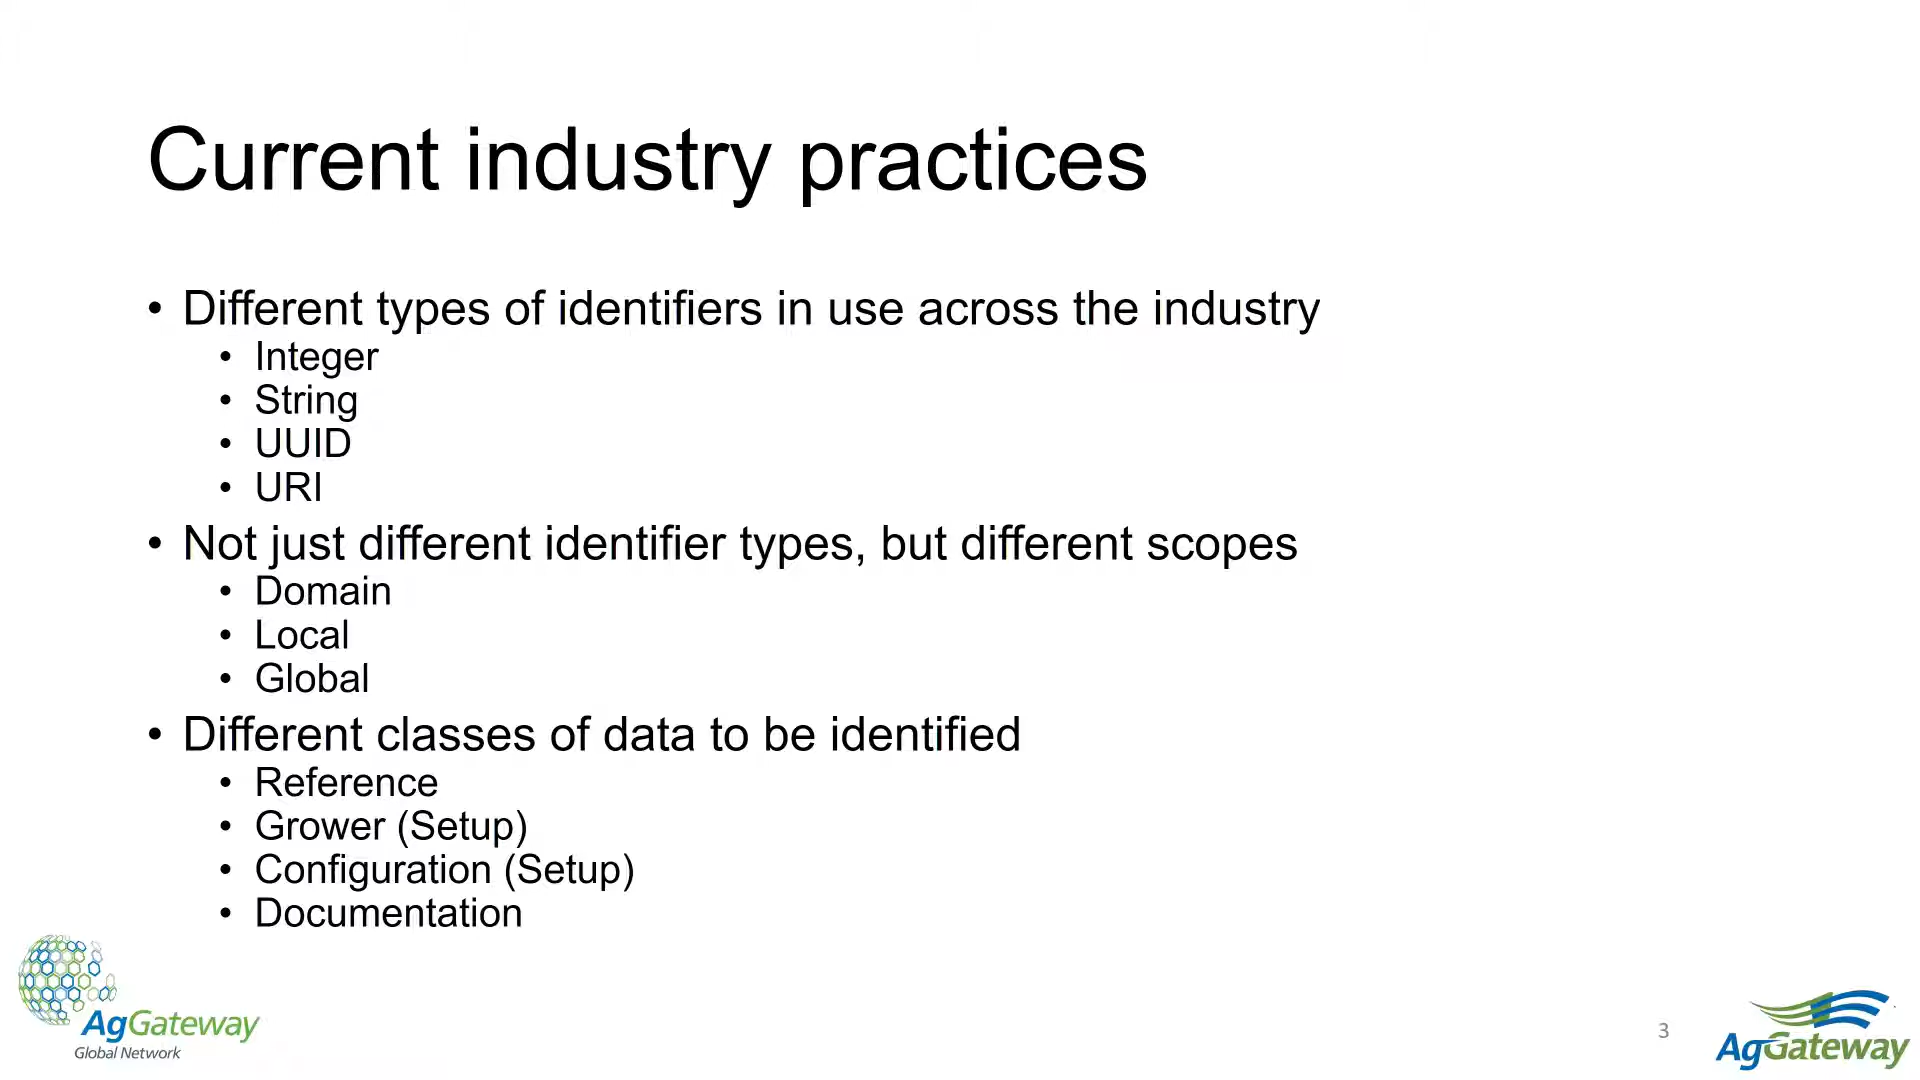 Current industry practices
• Different types of identifiers in use across the industry
• Integer
• String
• UUID
• URI
• Not just different identifier types, but different scopes
• Domain
• Local
• Global
• Different classes of data to be identified
• Reference
• Grower (Setup)
• Configuration (Setup)
• Documentation
AgGateway
Global Network
3
AgGateway